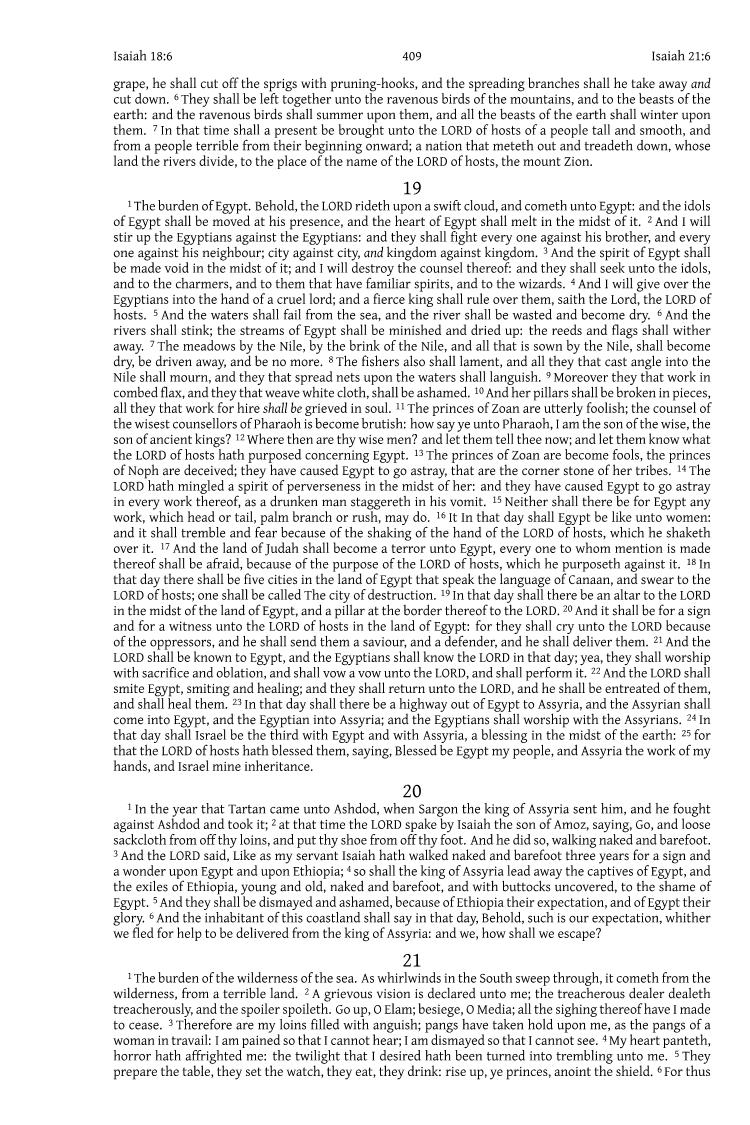 Isaiah 18:6 409 Isaiah 21:6
grape, he shall cut off the sprigs with pruning-hooks, and the spreading branches shall he take away and
cut down. 6 They shall be left together unto the ravenous birds of the mountains, and to the beasts of the
earth: and the ravenous birds shall summer upon them, and all the beasts of the earth shall winter upon
them. 7 In that time shall a present be brought unto the LORD of hosts of a people tall and smooth, and
from a people terrible from their beginning onward; a nation that meteth out and treadeth down, whose
land the rivers divide, to the place of the name of the LORD of hosts, the mount Zion.
19
1 The burden of Egypt. Behold, the LORD rideth upon a swift cloud, and cometh unto Egypt: and the idols
of Egypt shall be moved at his presence, and the heart of Egypt shall melt in the midst of it. 2 And I will
stir up the Egyptians against the Egyptians: and they shall fight every one against his brother, and every
one against his neighbour; city against city, and kingdom against kingdom. 3 And the spirit of Egypt shall
be made void in the midst of it; and I will destroy the counsel thereof: and they shall seek unto the idols,
and to the charmers, and to them that have familiar spirits, and to the wizards. 4 And I will give over the
Egyptians into the hand of a cruel lord; and a fierce king shall rule over them, saith the Lord, the LORD of
hosts. 5 And the waters shall fail from the sea, and the river shall be wasted and become dry. 6 And the
rivers shall stink; the streams of Egypt shall be minished and dried up: the reeds and flags shall wither
away. 7 The meadows by the Nile, by the brink of the Nile, and all that is sown by the Nile, shall become
dry, be driven away, and be no more. 8 The fishers also shall lament, and all they that cast angle into the
Nile shall mourn, and they that spread nets upon the waters shall languish. 9 Moreover they that work in
combed flax, and they that weave white cloth, shall be ashamed. 10 And her pillars shall be broken in pieces,
all they that work for hire shall be grieved in soul. 11 The princes of Zoan are utterly foolish; the counsel of
the wisest counsellors of Pharaoh is become brutish: how say ye unto Pharaoh, I am the son of the wise, the
son of ancient kings? 12 Where then are thy wise men? and let them tell thee now; and let them know what
the LORD of hosts hath purposed concerning Egypt. 13 The princes of Zoan are become fools, the princes
of Noph are deceived; they have caused Egypt to go astray, that are the corner stone of her tribes. 14 The
LORD hath mingled a spirit of perverseness in the midst of her: and they have caused Egypt to go astray
in every work thereof, as a drunken man staggereth in his vomit. 15 Neither shall there be for Egypt any
work, which head or tail, palm branch or rush, may do. 16 It In that day shall Egypt be like unto women:
and it shall tremble and fear because of the shaking of the hand of the LORD of hosts, which he shaketh
over it. 17 And the land of Judah shall become a terror unto Egypt, every one to whom mention is made
thereof shall be afraid, because of the purpose of the LORD of hosts, which he purposeth against it. 18 In
that day there shall be five cities in the land of Egypt that speak the language of Canaan, and swear to the
LORD of hosts; one shall be called The city of destruction. 19 In that day shall there be an altar to the LORD
in the midst of the land of Egypt, and a pillar at the border thereof to the LORD. 20 And it shall be for a sign
and for a witness unto the LORD of hosts in the land of Egypt: for they shall cry unto the LORD because
of the oppressors, and he shall send them a saviour, and a defender, and he shall deliver them. 21 And the
LORD shall be known to Egypt, and the Egyptians shall know the LORD in that day; yea, they shall worship
with sacrifice and oblation, and shall vow a vow unto the LORD, and shall perform it. 22 And the LORD shall
smite Egypt, smiting and healing; and they shall return unto the LORD, and he shall be entreated of them,
and shall heal them. 23 In that day shall there be a highway out of Egypt to Assyria, and the Assyrian shall
come into Egypt, and the Egyptian into Assyria; and the Egyptians shall worship with the Assyrians. 24 In
that day shall Israel be the third with Egypt and with Assyria, a blessing in the midst of the earth: 25 for
that the LORD of hosts hath blessed them, saying, Blessed be Egypt my people, and Assyria the work of my
hands, and Israel mine inheritance.
20
1 In the year that Tartan came unto Ashdod, when Sargon the king of Assyria sent him, and he fought
against Ashdod and took it; 2 at that time the LORD spake by Isaiah the son of Amoz, saying, Go, and loose
sackcloth from off thy loins, and put thy shoe from off thy foot. And he did so, walking naked and barefoot.
3 And the LORD said, Like as my servant Isaiah hath walked naked and barefoot three years for a sign and
a wonder upon Egypt and upon Ethiopia; 4 so shall the king of Assyria lead away the captives of Egypt, and
the exiles of Ethiopia, young and old, naked and barefoot, and with buttocks uncovered, to the shame of
Egypt. 5 And they shall be dismayed and ashamed, because of Ethiopia their expectation, and of Egypt their
glory. 6 And the inhabitant of this coastland shall say in that day, Behold, such is our expectation, whither
we fled for help to be delivered from the king of Assyria: and we, how shall we escape?
21
1 The burden of the wilderness of the sea. As whirlwinds in the South sweep through, it cometh from the
wilderness, from a terrible land. 2 A grievous vision is declared unto me; the treacherous dealer dealeth
treacherously, and the spoiler spoileth. Go up, O Elam; besiege, O Media; all the sighing thereof have I made
to cease. 3 Therefore are my loins filled with anguish; pangs have taken hold upon me, as the pangs of a
woman in travail: I am pained so that I cannot hear; I am dismayed so that I cannot see. 4 My heart panteth,
horror hath affrighted me: the twilight that I desired hath been turned into trembling unto me. 5 They
prepare the table, they set the watch, they eat, they drink: rise up, ye princes, anoint the shield. 6 For thus